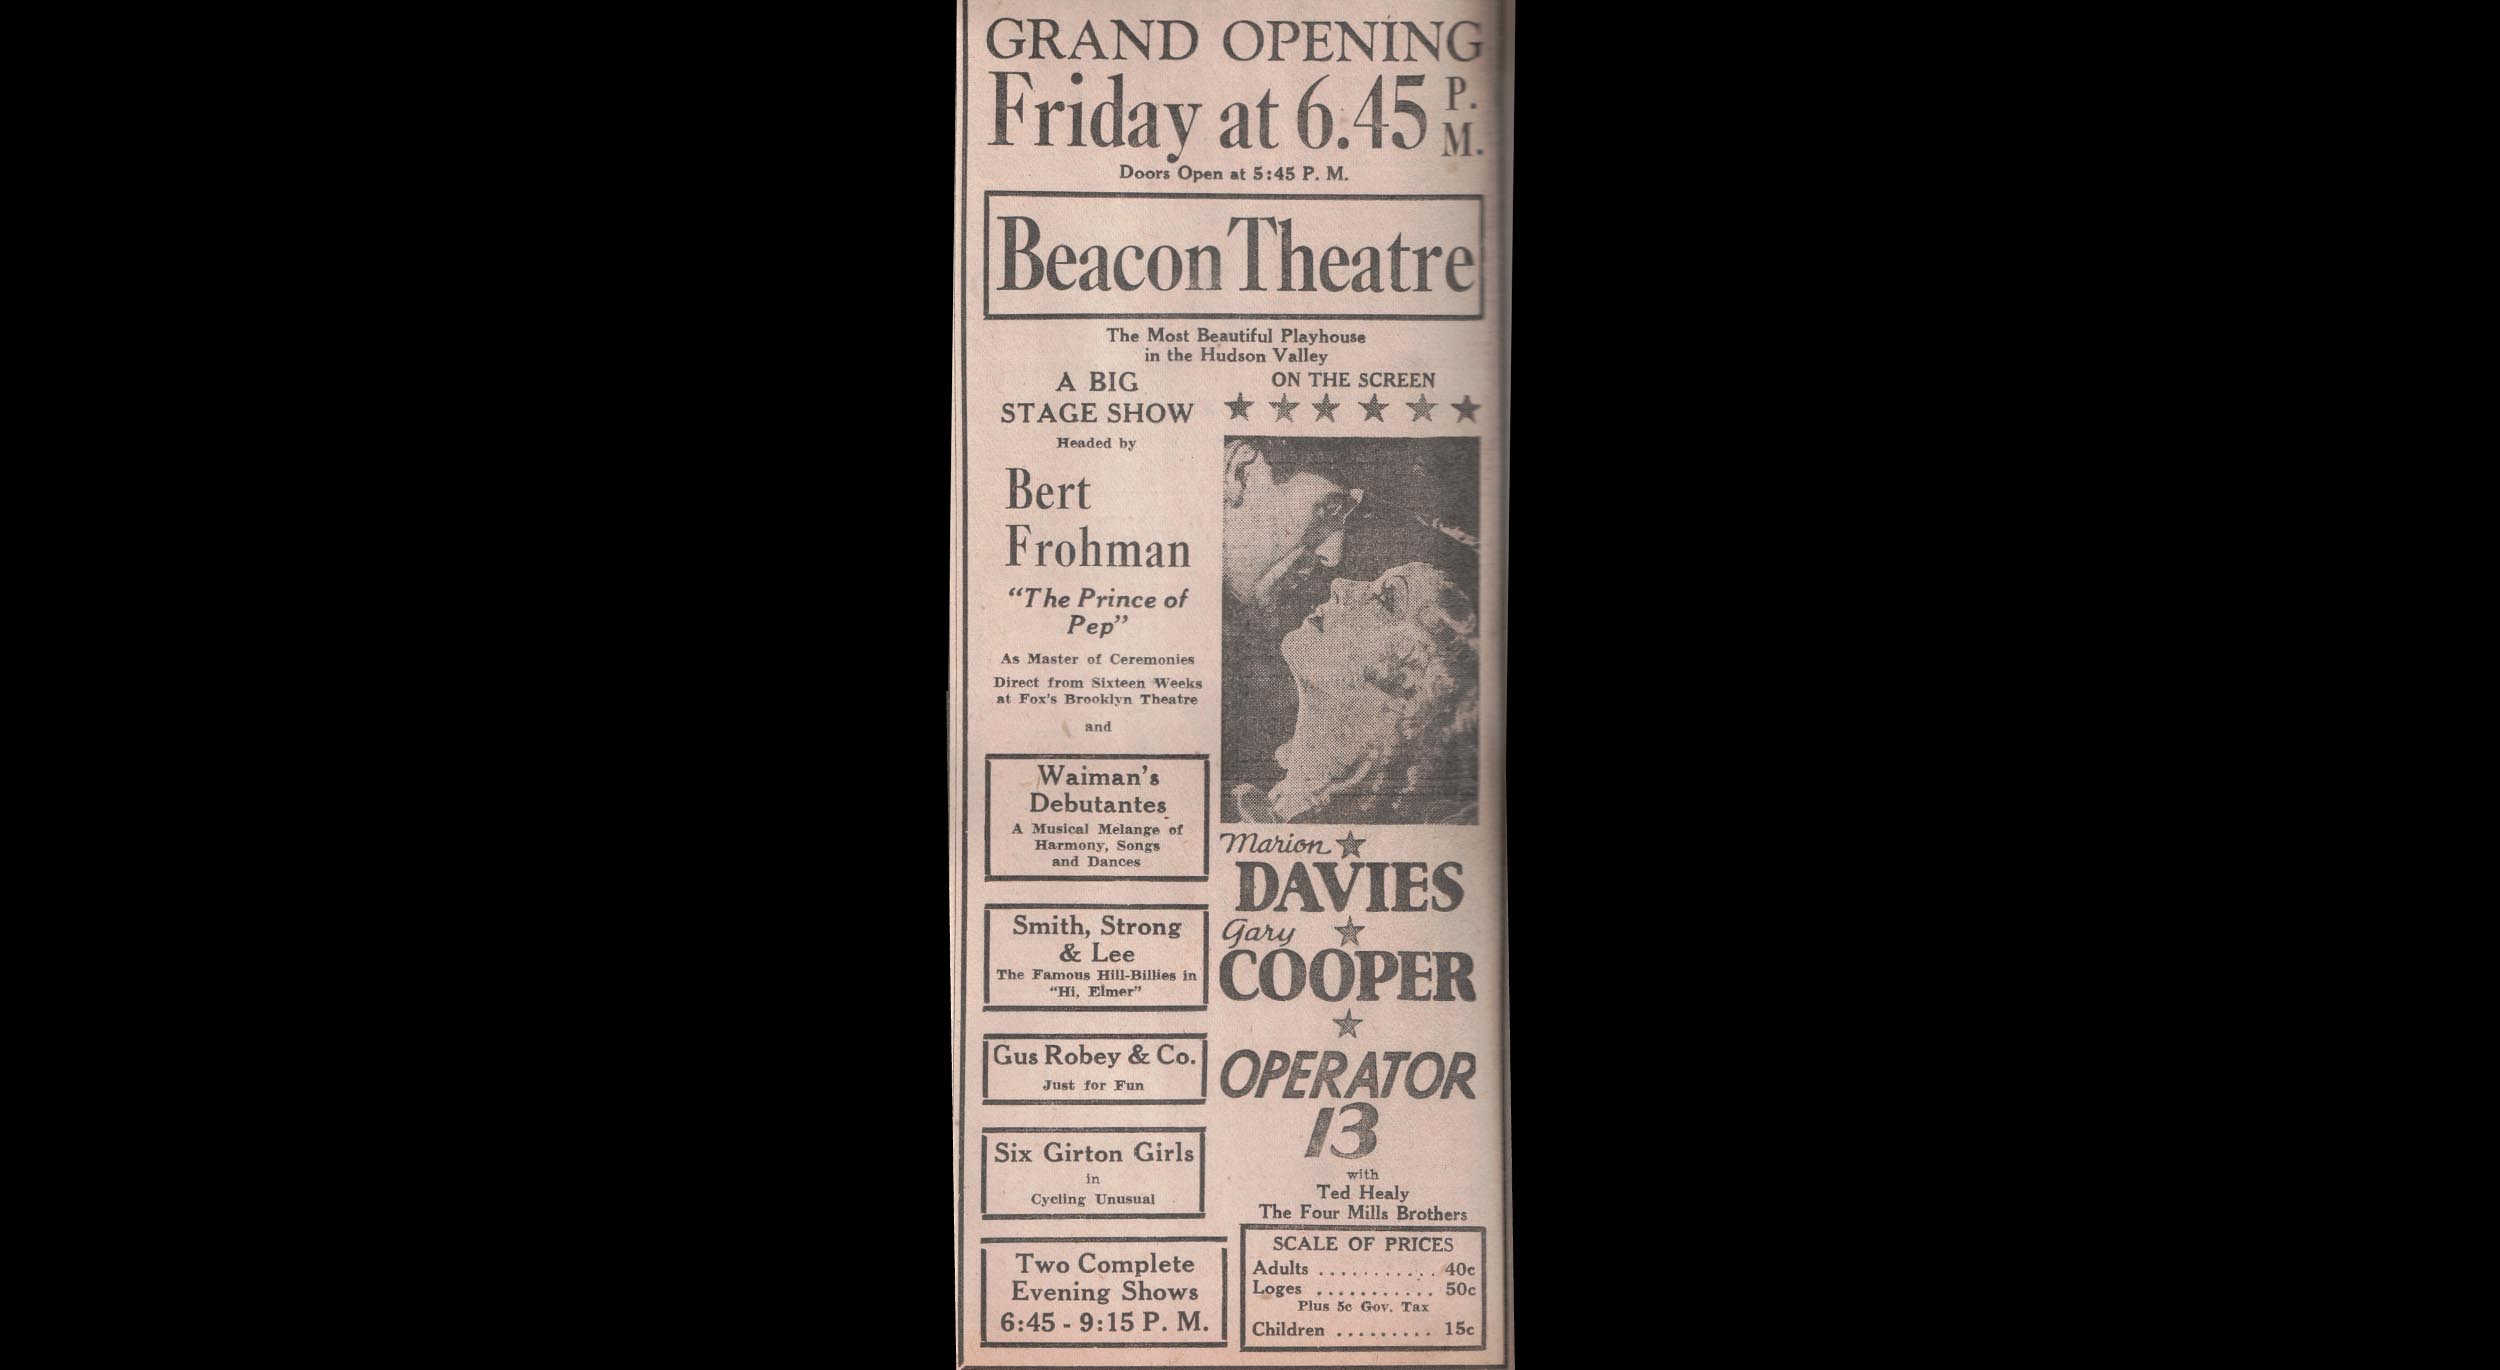 GRAND OPENING
Friday at 6.45 P. M.
Doors Open at 5:45 P. M.
Beacon Theatre
The Most Beautiful Playhouse
in the Hudson Valley
A BIG
STAGE SHOW
Headed by
Bert
Frohman
“The Prince of
Pep”
As Master of Ceremonies
Direct from Sixteen Weeks
at Fox's Brooklyn Theatre
and
Waiman's
Debutantes
A Musical Melange of
Harmony, Songs
and Dances
Smith, Strong
& Lee
The Famous Hill-Billies in
“Hi, Elmer”
Gus Robey & Co.
Just for Fun
Six Girton Girls
in
Cycling Unusual
Two Complete
Evening Shows
6:45 - 9:15 P. M.
ON THE SCREEN
Marion
DAVIES
Gary
COOPER
OPERATOR
13
with
Ted Healy
The Four Mills Brothers
SCALE OF PRICES
Adults ........... 40c
Loges ........... 50c
Plus 5c Gov. Tax
Children ......... 15c